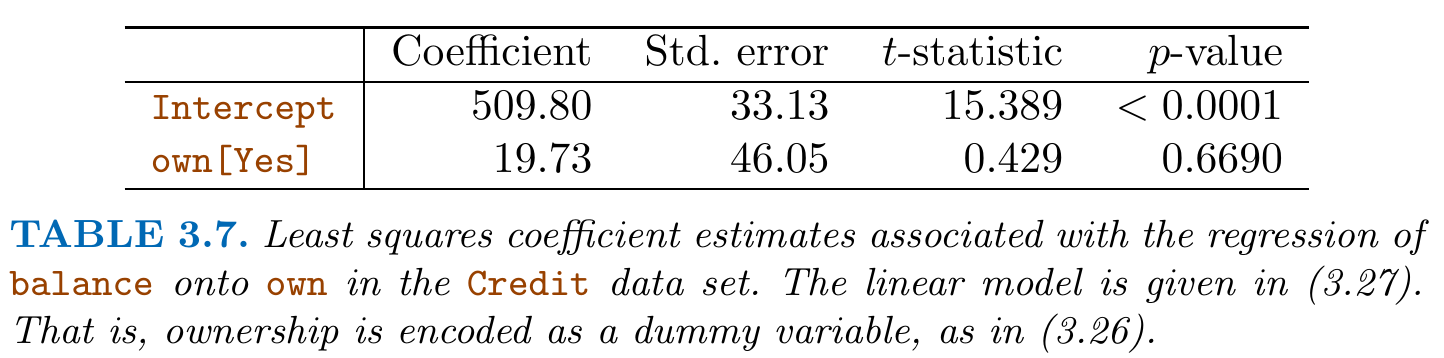 Coefficient Std. error t-statistic p-value
Intercept 509.80 33.13 15.389 < 0.0001
own[Yes] 19.73 46.05 0.429 0.6690
TABLE 3.7. Least squares coefficient estimates associated with the regression of
balance onto own in the Credit data set. The linear model is given in (3.27).
That is, ownership is encoded as a dummy variable, as in (3.26).